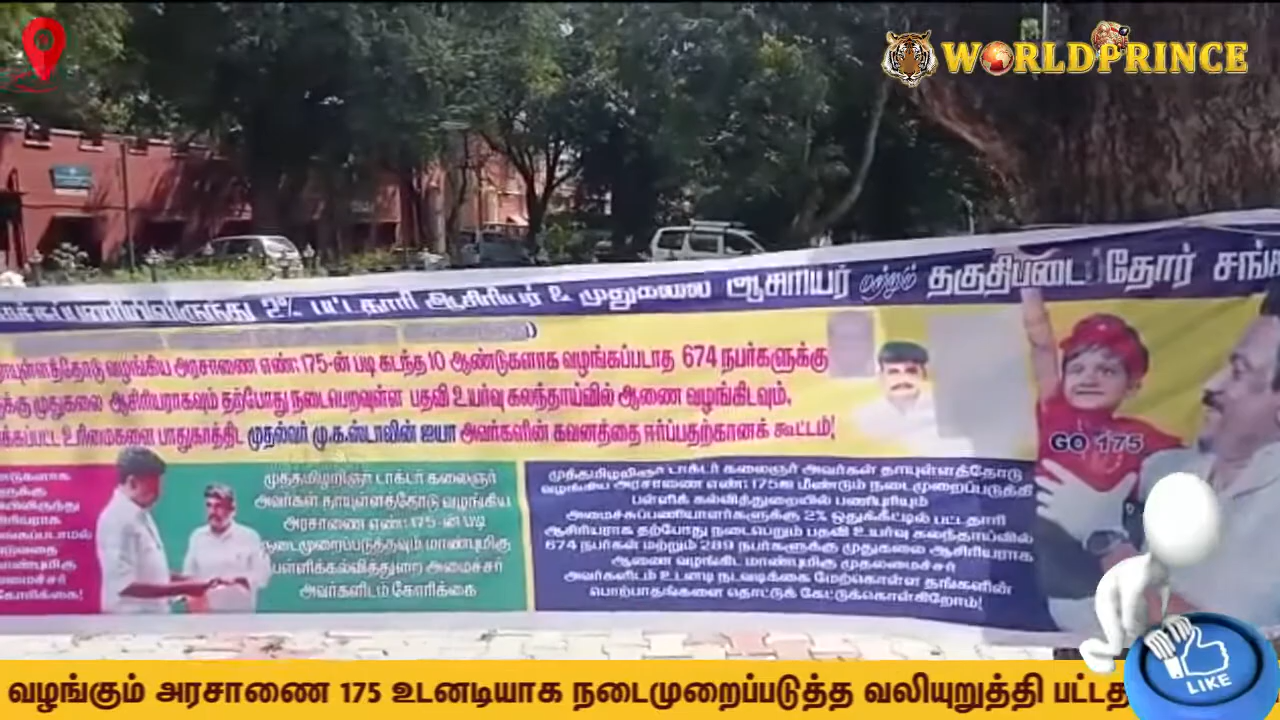 WORLDPRINCE
2% பட்டதாரி ஆசிரியர் & முதுகலை ஆசிரியர் மற்றும் தகுதிபடைத்தோர்
வழங்கிய அரசாணை எண்: 175-ன் படி கடந்த 10 ஆண்டுகளாக வழங்கப்படாத 674 நபர்களுக்கு
முதுகலை ஆசிரியராகவும் தற்போது நடைபெறவுள்ள பதவி உயர்வு கலந்தாய்வில் ஆணை வழங்கிடவும்,
உரிமைகளை பாதுகாத்திட முதல்வர் மு.க.ஸ்டாலின் ஐயா அவர்களின் கவனத்தை ஈர்ப்பதற்கானக் கூட்டம்!
GO 175
முத்தமிழறிஞர் டாக்டர் கலைஞர்
அவர்கள் தாயுள்ளத்தோடு வழங்கிய
அரசாணை எண்: 175-ன் படி
நடைமுறைப்படுத்தவும் மாண்புமிகு
பள்ளிக்கல்வித்துறை அமைச்சர்
அவர்களிடம் கோரிக்கை
முத்தமிழறிஞர் டாக்டர் கலைஞர் அவர்கள் தாயுள்ளத்தோடு
வழங்கிய அரசாணை எண்: 175ஐ மீண்டும் நடைமுறைப்படுத்தி
பள்ளிக் கல்வித்துறையில் பணிபுரியும்
அமைச்சுப்பணியாளர்களுக்கு 2% ஒதுக்கீட்டில் பட்டதாரி
ஆசிரியராக தற்போது நடைபெறும் பதவி உயர்வு கலந்தாய்வில்
674 நபர்கள் மற்றும் 289 நபர்களுக்கு முதுகலை ஆசிரியராக
ஆணை வழங்கிட மாண்புமிகு முதலமைச்சர்
அவர்களிடம் உடனடி நடவடிக்கை மேற்கொள்ள தங்களின்
பொற்பாதங்களை தொட்டுக் கேட்டுக்கொள்கிறோம்!
வழங்கும் அரசாணை 175 உடனடியாக நடைமுறைப்படுத்த வலியுறுத்தி
LIKE